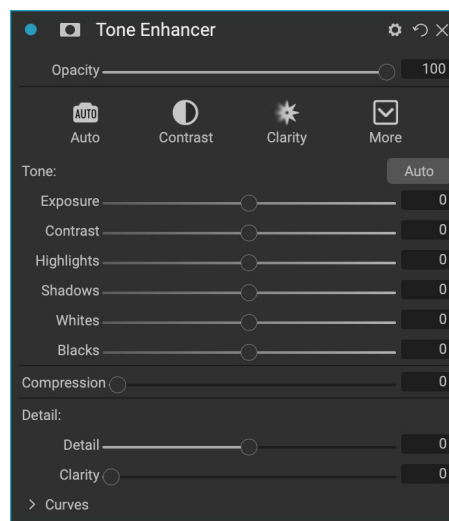 Tone Enhancer
Opacity 100
AUTO
Auto Contrast Clarity More
Tone: Auto
Exposure 0
Contrast 0
Highlights 0
Shadows 0
Whites 0
Blacks 0
Compression 0
Detail:
Detail 0
Clarity 0
Curves